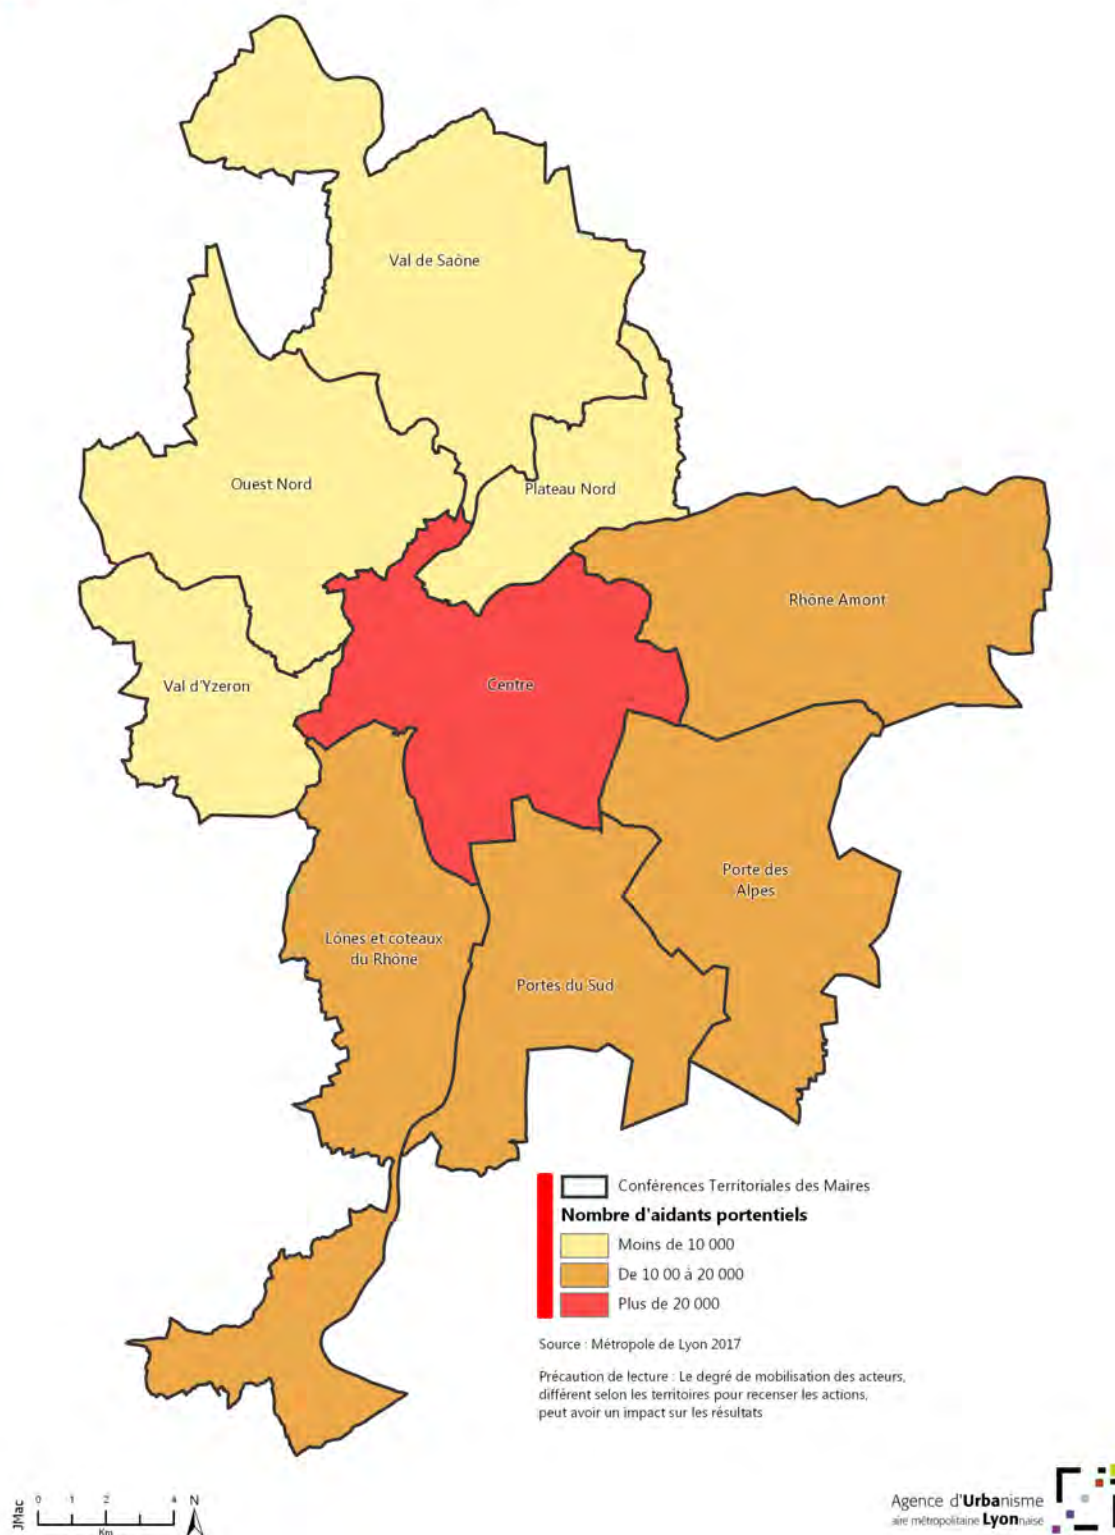 Val de Saône
Ouest Nord
Plateau Nord
Rhône Amont
Val d'Yzeron
Centre
Porte des
Alpes
Lônes et coteaux
du Rhône
Portes du Sud
Conférences Territoriales des Maires
Nombre d'aidants portentiels
Moins de 10 000
De 10 00 à 20 000
Plus de 20 000
Source : Métropole de Lyon 2017
Précaution de lecture : Le degré de mobilisation des acteurs,
différent selon les territoires pour recenser les actions,
peut avoir un impact sur les résultats
JMac
0 1 2 4 N
Km
Agence d'Urbanisme
aire métropolitaine Lyonnaise